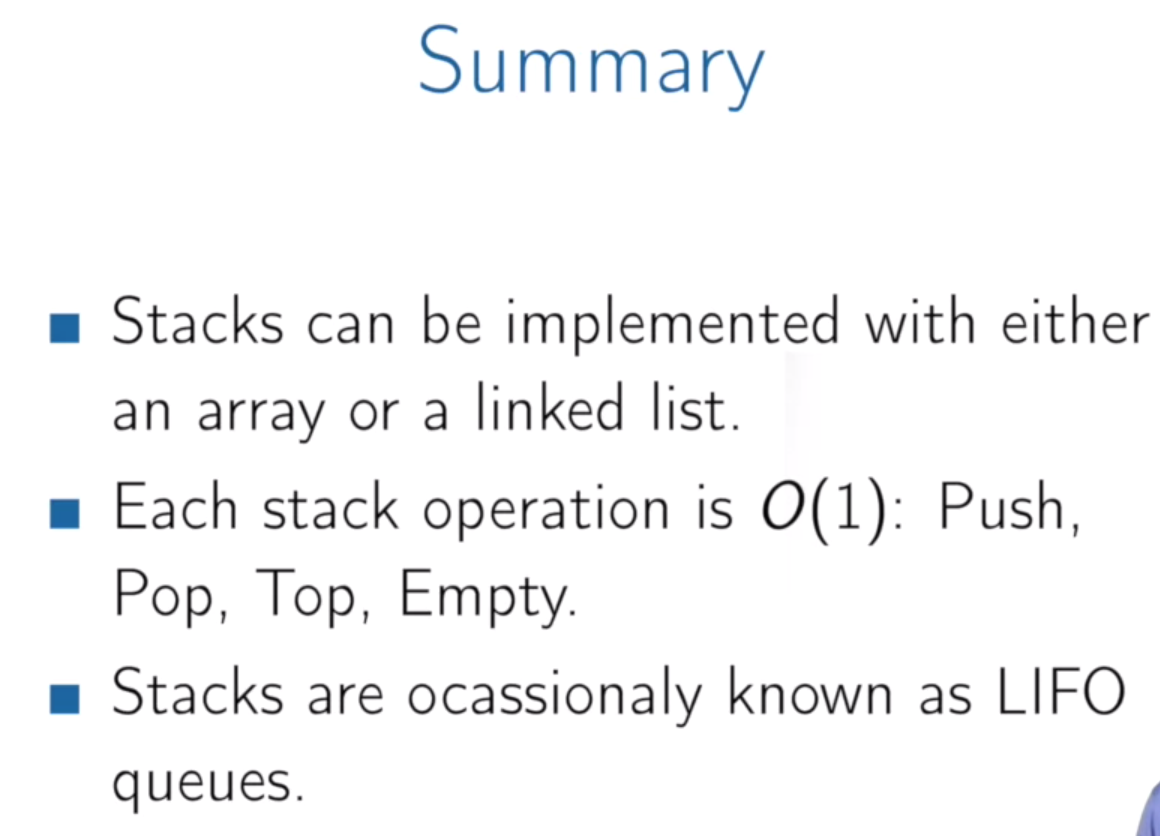 Summary
Stacks can be implemented with either
an array or a linked list.
Each stack operation is O(1): Push,
Pop, Top, Empty.
Stacks are ocassionaly known as LIFO
queues.